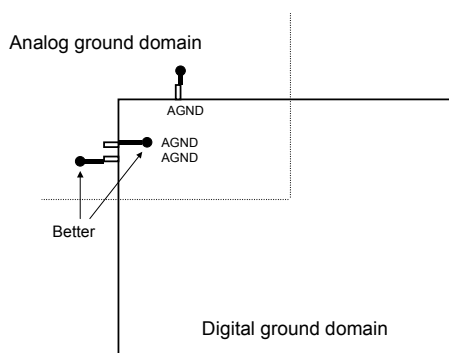 Analog ground domain
AGND
AGND
AGND
Better
Digital ground domain